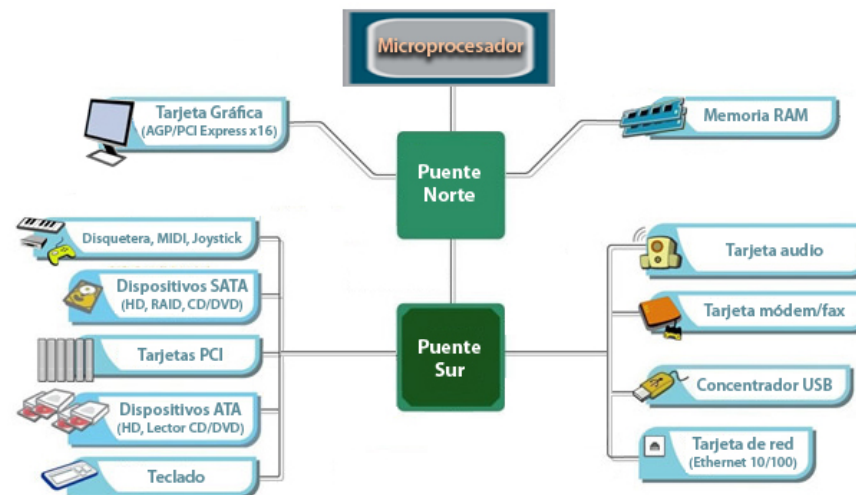 Microprocesador
Tarjeta Gráfica
(AGP/PCI Express x16)
Memoria RAM
Puente
Norte
Disquetera, MIDI, Joystick
Dispositivos SATA
(HD, RAID, CD/DVD)
Tarjetas PCI
Dispositivos ATA
(HD, Lector CD/DVD)
Teclado
Puente
Sur
Tarjeta audio
Tarjeta módem/fax
Concentrador USB
Tarjeta de red
(Ethernet 10/100)